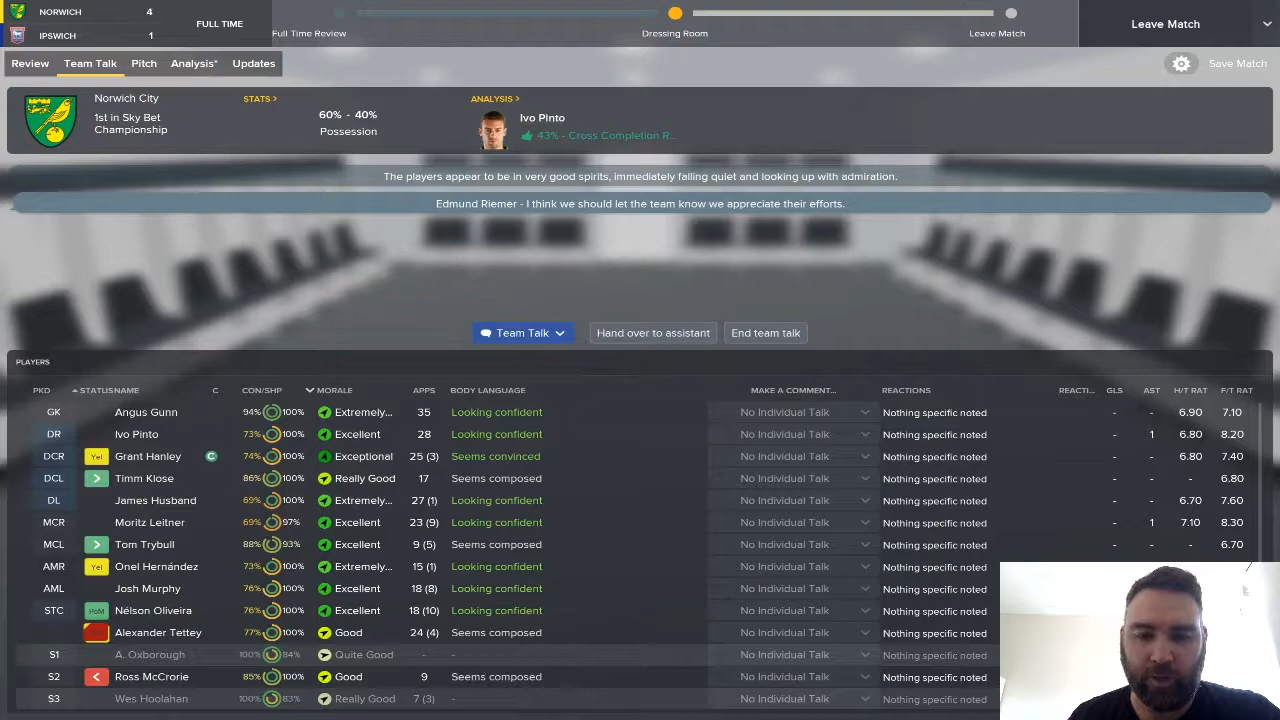 NORWICH 4
IPSWICH 1
FULL TIME
Full Time Review Dressing Room Leave Match
Leave Match
Review Team Talk Pitch Analysis* Updates
Save Match
Norwich City
1st in Sky Bet
Championship
STATS >
60% - 40%
Possession
ANALYSIS >
Ivo Pinto
43% - Cross Completion R...
The players appear to be in very good spirits, immediately falling quiet and looking up with admiration.
Edmund Riemer - I think we should let the team know we appreciate their efforts.
Team Talk Hand over to assistant End team talk
PLAYERS
PKD STATUS NAME C CON/SHP MORALE APPS BODY LANGUAGE MAKE A COMMENT... REACTIONS REACTI... GLS AST H/T RAT F/T RAT
GK Angus Gunn 94% 100% Extremely... 35 Looking confident No Individual Talk Nothing specific noted - - 6.90 7.10
DR Ivo Pinto 73% 100% Excellent 28 Looking confident No Individual Talk Nothing specific noted - 1 6.80 8.20
DCR Yel Grant Hanley C 74% 100% Exceptional 25 (3) Seems convinced No Individual Talk Nothing specific noted - - 6.80 7.40
DCL Timm Klose 86% 100% Really Good 17 Seems composed No Individual Talk Nothing specific noted - - - 6.80
DL James Husband 69% 100% Extremely... 27 (1) Looking confident No Individual Talk Nothing specific noted - - 6.70 7.60
MCR Moritz Leitner 69% 97% Excellent 23 (9) Looking confident No Individual Talk Nothing specific noted - 1 7.10 8.30
MCL Tom Trybull 88% 93% Excellent 9 (5) Seems composed No Individual Talk Nothing specific noted - - - 6.70
AMR Yel Onel Hernández 73% 100% Extremely... 15 (1) Looking confident No Individual Talk Nothing specific noted
AML Josh Murphy 76% 100% Excellent 18 (8) Looking confident No Individual Talk Nothing specific noted
STC PoM Nélson Oliveira 76% 100% Excellent 18 (10) Looking confident No Individual Talk Nothing specific noted
Alexander Tettey 77% 100% Good 24 (4) Seems composed No Individual Talk Nothing specific noted
S1 A. Oxborough 100% 84% Quite Good - - No Individual Talk Nothing specific noted
S2 Ross McCrorie 85% 100% Good 9 Seems composed No Individual Talk Nothing specific noted
S3 Wes Hoolahan 100% 83% Really Good 7 (3) - No Individual Talk Nothing specific noted